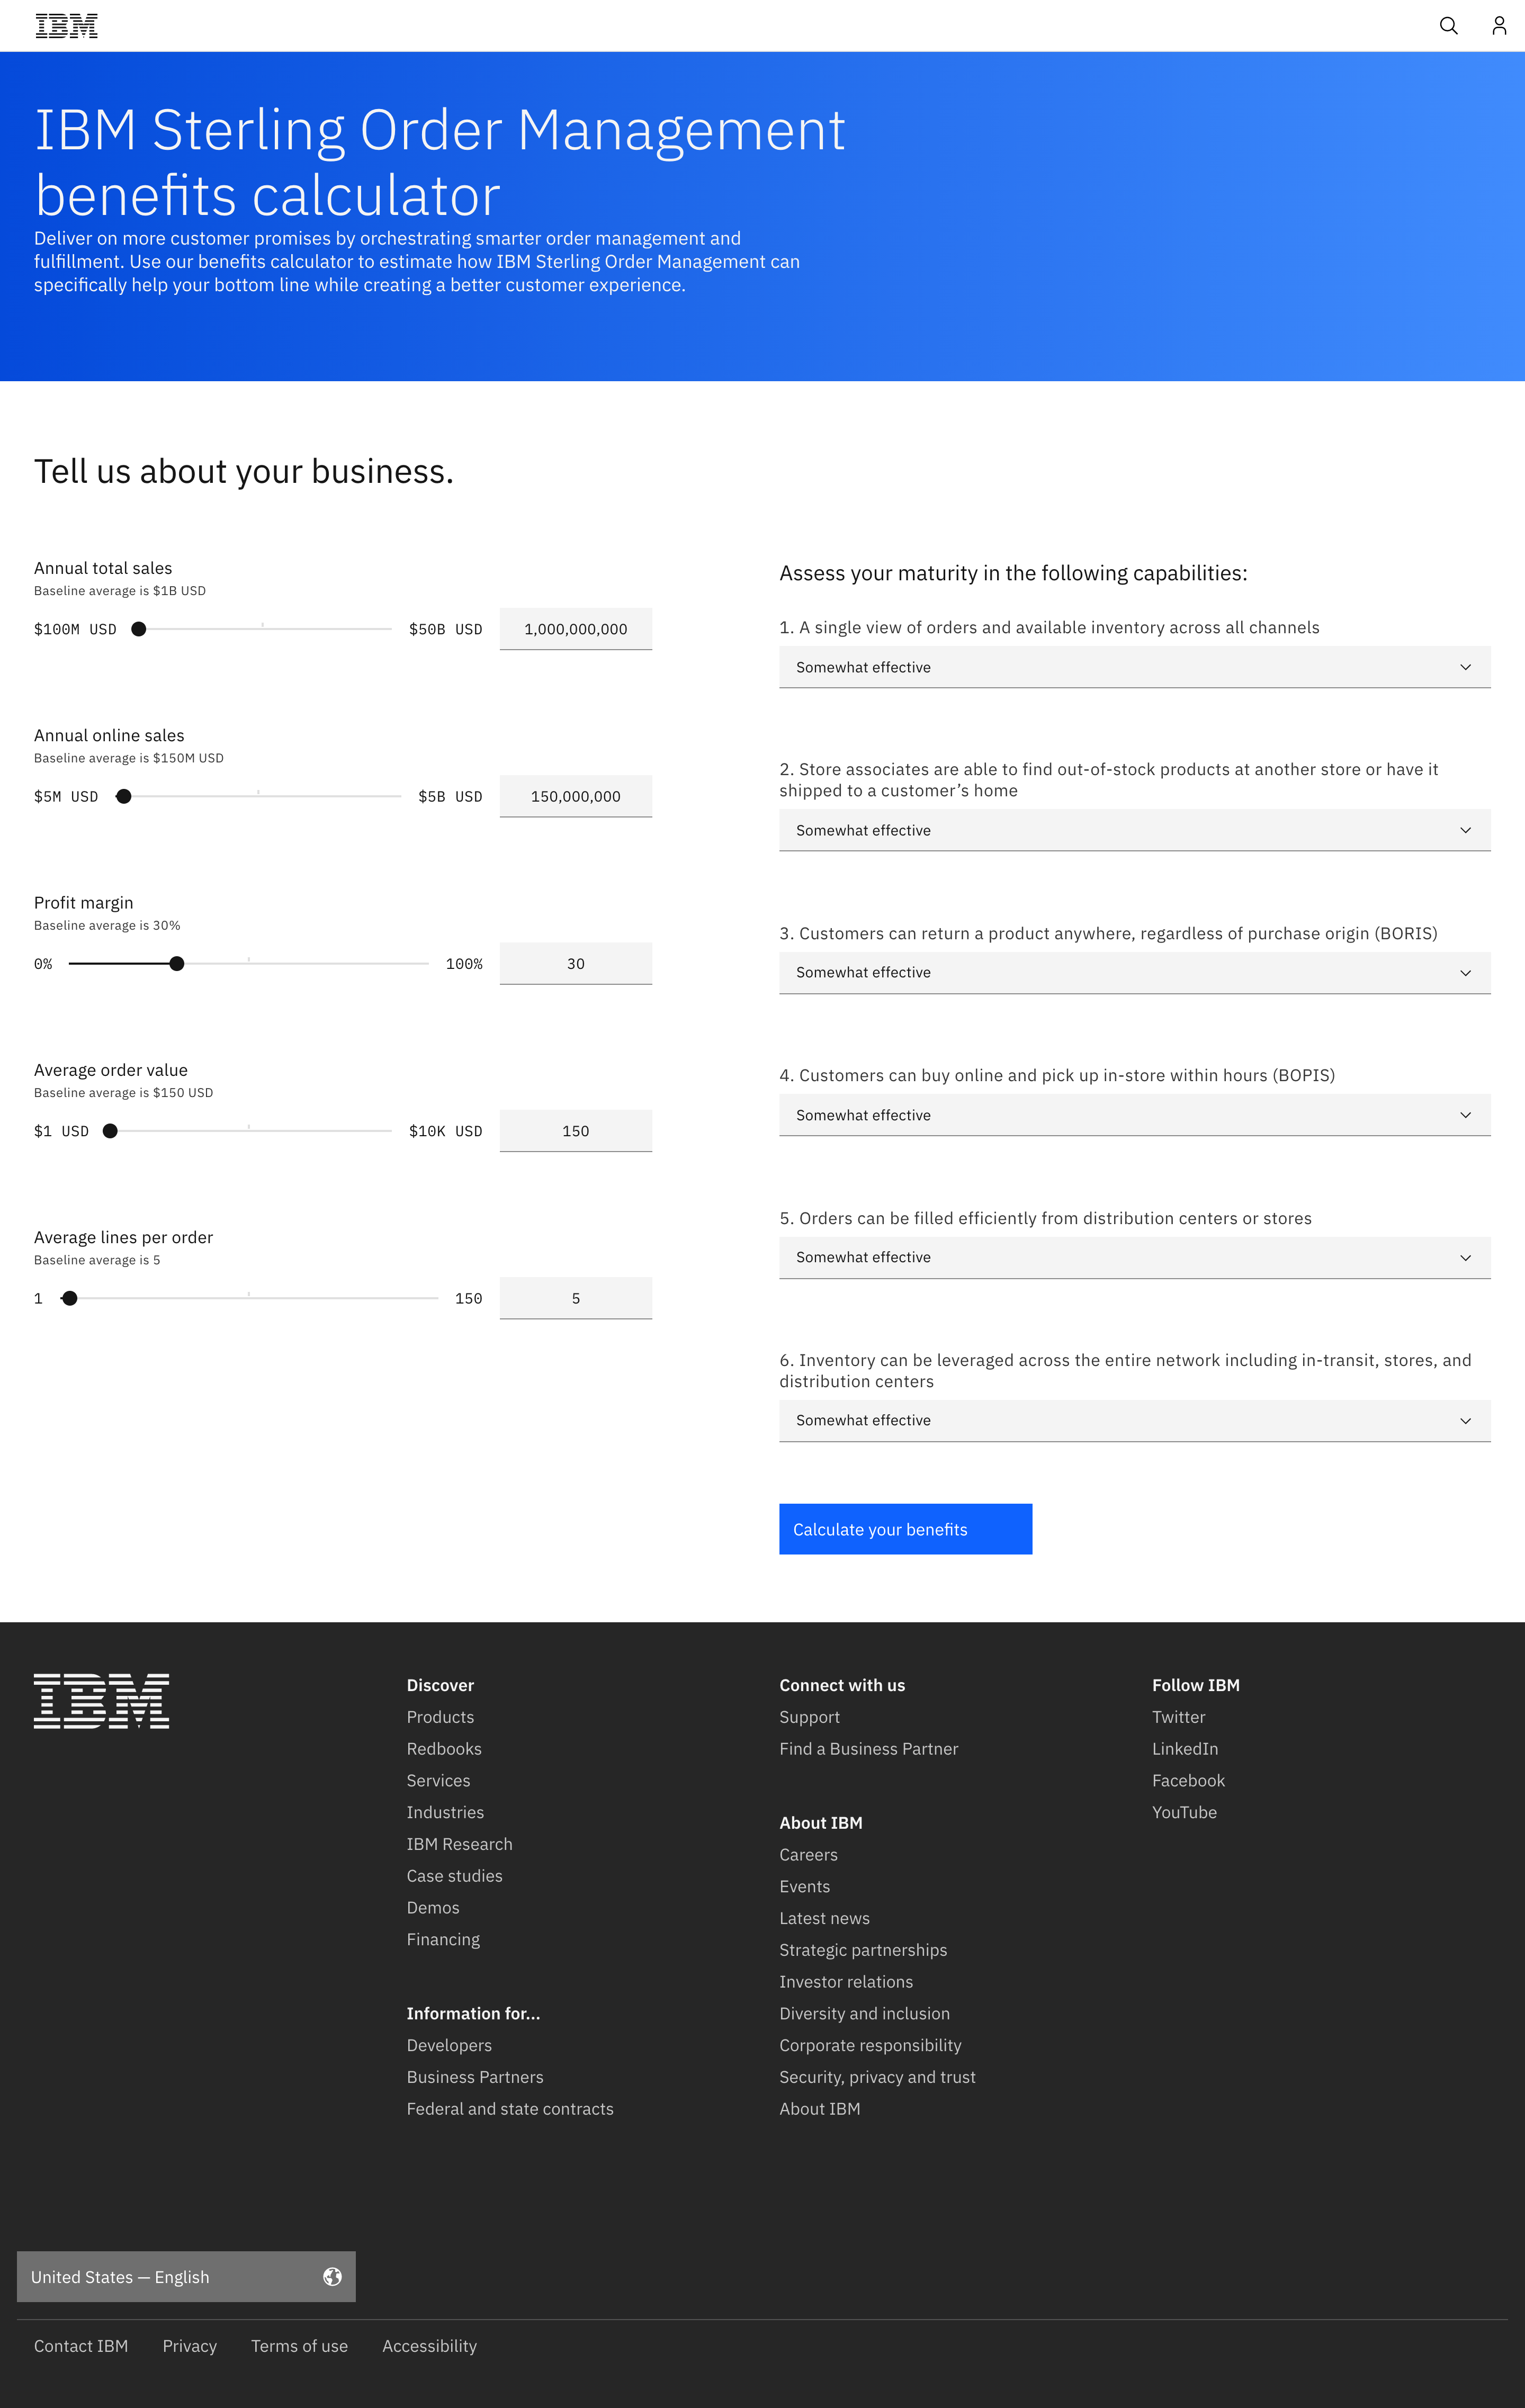 IBM
IBM Sterling Order Management
benefits calculator
Deliver on more customer promises by orchestrating smarter order management and
fulfillment. Use our benefits calculator to estimate how IBM Sterling Order Management can
specifically help your bottom line while creating a better customer experience.
Tell us about your business.
Annual total sales
Baseline average is $1B USD
$100M USD
$50B USD
1,000,000,000
Annual online sales
Baseline average is $150M USD
$5M USD
$5B USD
150,000,000
Profit margin
Baseline average is 30%
0%
100%
30
Average order value
Baseline average is $150 USD
$1 USD
$10K USD
150
Average lines per order
Baseline average is 5
1
150
5
Assess your maturity in the following capabilities:
1. A single view of orders and available inventory across all channels
Somewhat effective
2. Store associates are able to find out-of-stock products at another store or have it
shipped to a customer’s home
Somewhat effective
3. Customers can return a product anywhere, regardless of purchase origin (BORIS)
Somewhat effective
4. Customers can buy online and pick up in-store within hours (BOPIS)
Somewhat effective
5. Orders can be filled efficiently from distribution centers or stores
Somewhat effective
6. Inventory can be leveraged across the entire network including in-transit, stores, and
distribution centers
Somewhat effective
Calculate your benefits
IBM
Discover
Products
Redbooks
Services
Industries
IBM Research
Case studies
Demos
Financing
Information for...
Developers
Business Partners
Federal and state contracts
Connect with us
Support
Find a Business Partner
About IBM
Careers
Events
Latest news
Strategic partnerships
Investor relations
Diversity and inclusion
Corporate responsibility
Security, privacy and trust
About IBM
Follow IBM
Twitter
LinkedIn
Facebook
YouTube
United States — English
Contact IBM
Privacy
Terms of use
Accessibility